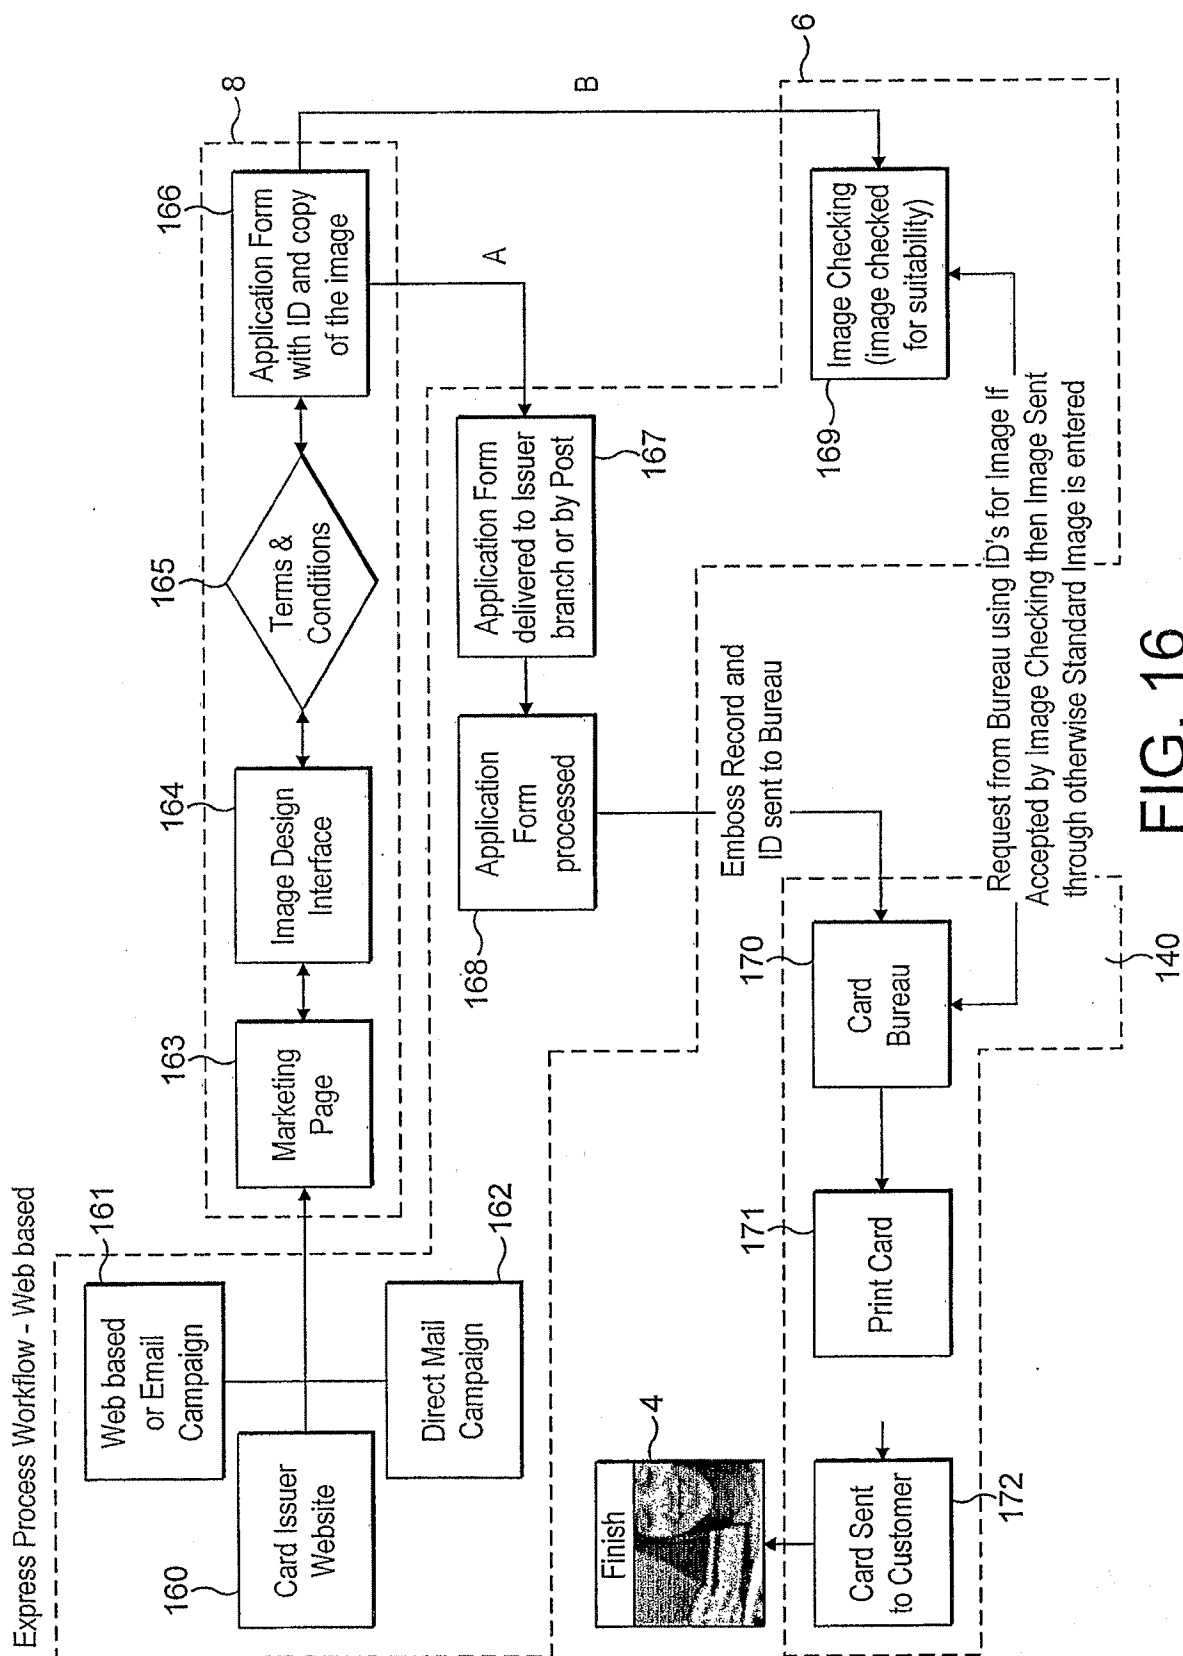 Express Process Workflow - Web based
161
Web based
or Email
Campaign
160
Card Issuer
Website
162
Direct Mail
Campaign
8
163
Marketing
Page
164
Image Design
Interface
165
Terms &
Conditions
166
Application Form
with ID and copy
of the image
A
B
167
Application Form
delivered to Issuer
branch or by Post
168
Application
Form
processed
Emboss Record and
ID sent to Bureau
6
169
Image Checking
(image checked
for suitability)
Request from Bureau using ID's for Image If
Accepted by Image Checking then Image Sent
through otherwise Standard Image is entered
140
170
Card
Bureau
171
Print Card
172
Card Sent
to Customer
4
Finish
FIG. 16